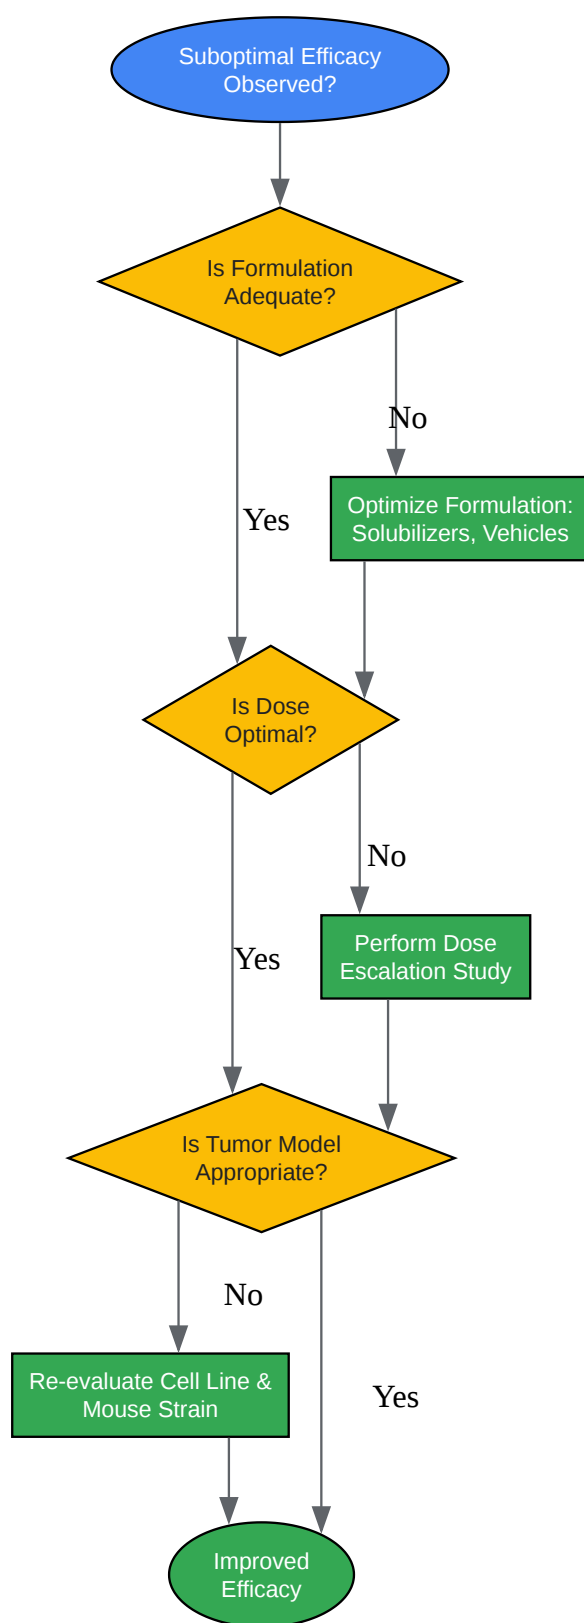 Suboptimal Efficacy
Observed?
Is Formulation
Adequate?
No
Optimize Formulation:
Solubilizers, Vehicles
Yes
Is Dose
Optimal?
No
Perform Dose
Escalation Study
Yes
Is Tumor Model
Appropriate?
No
Re-evaluate Cell Line &
Mouse Strain
Yes
Improved
Efficacy